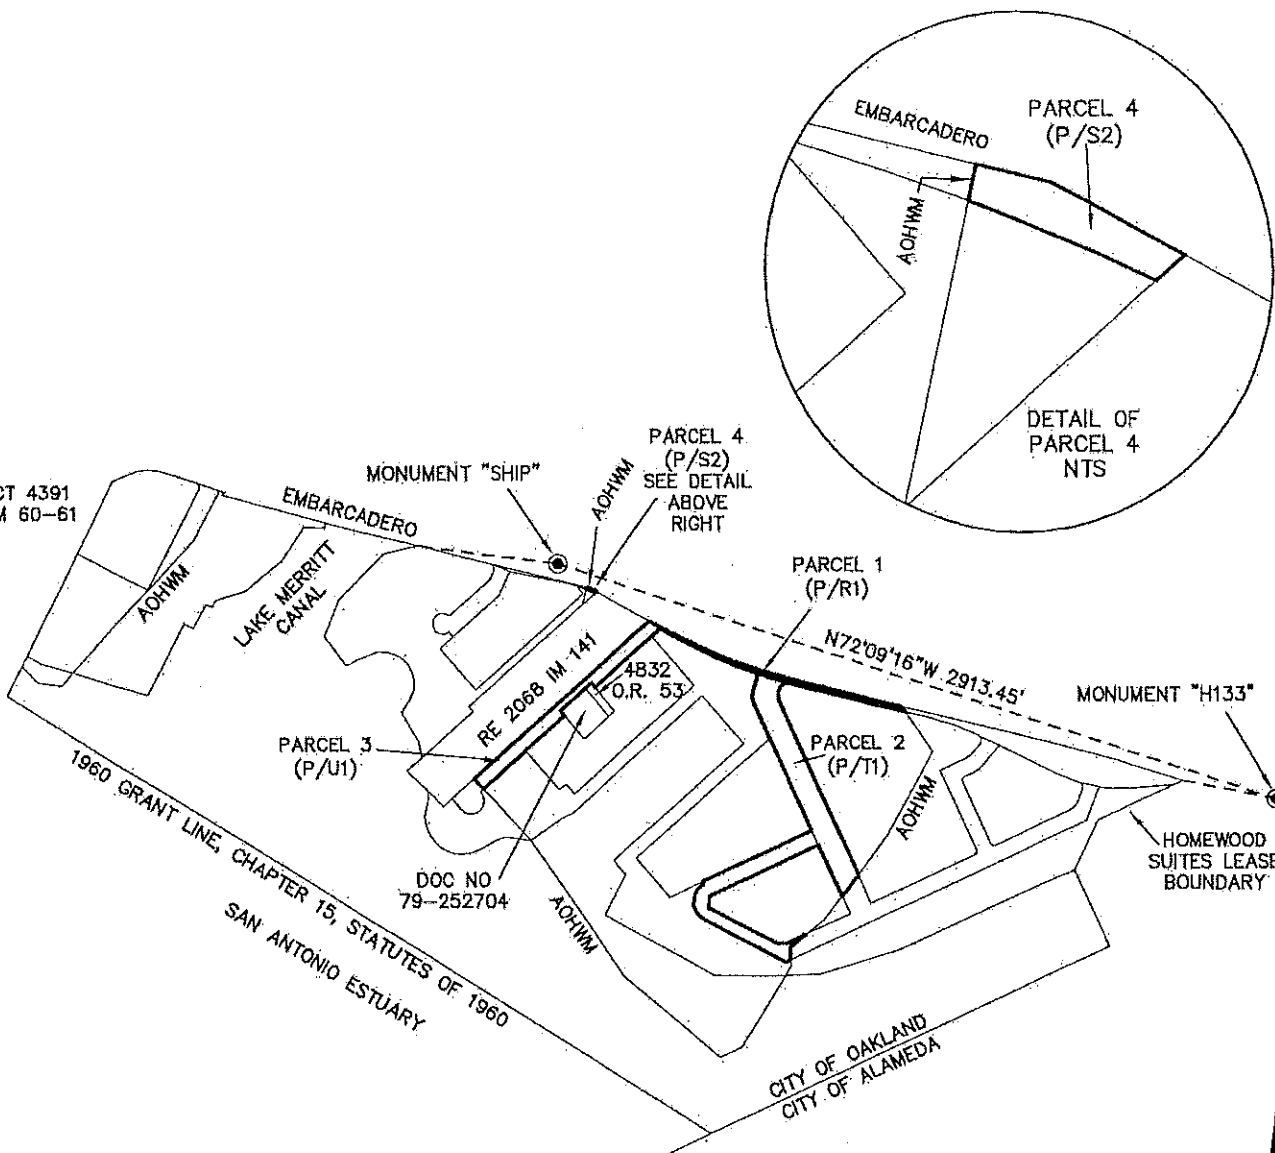 EMBARCADERO
PARCEL 4
(P/S2)
AOHWM
DETAIL OF
PARCEL 4
NTS
PARCEL 4
(P/S2)
SEE DETAIL
ABOVE
RIGHT
MONUMENT "SHIP"
AOHWM
CT 4391
M 60-61
EMBARCADERO
AOHWM
LAKE MERRITT
CANAL
PARCEL 1
(P/R1)
N72°09'16"W 2913.45'
MONUMENT "H133"
RE 2068 IM 141
4832
O.R. 53
PARCEL 3
(P/U1)
PARCEL 2
(P/T1)
AOHWM
HOMEWOOD
SUITES LEASE
BOUNDARY
DOC NO
79-252704
AOHWM
1960 GRANT LINE, CHAPTER 15, STATUTES OF 1960
SAN ANTONIO ESTUARY
CITY OF OAKLAND
CITY OF ALAMEDA